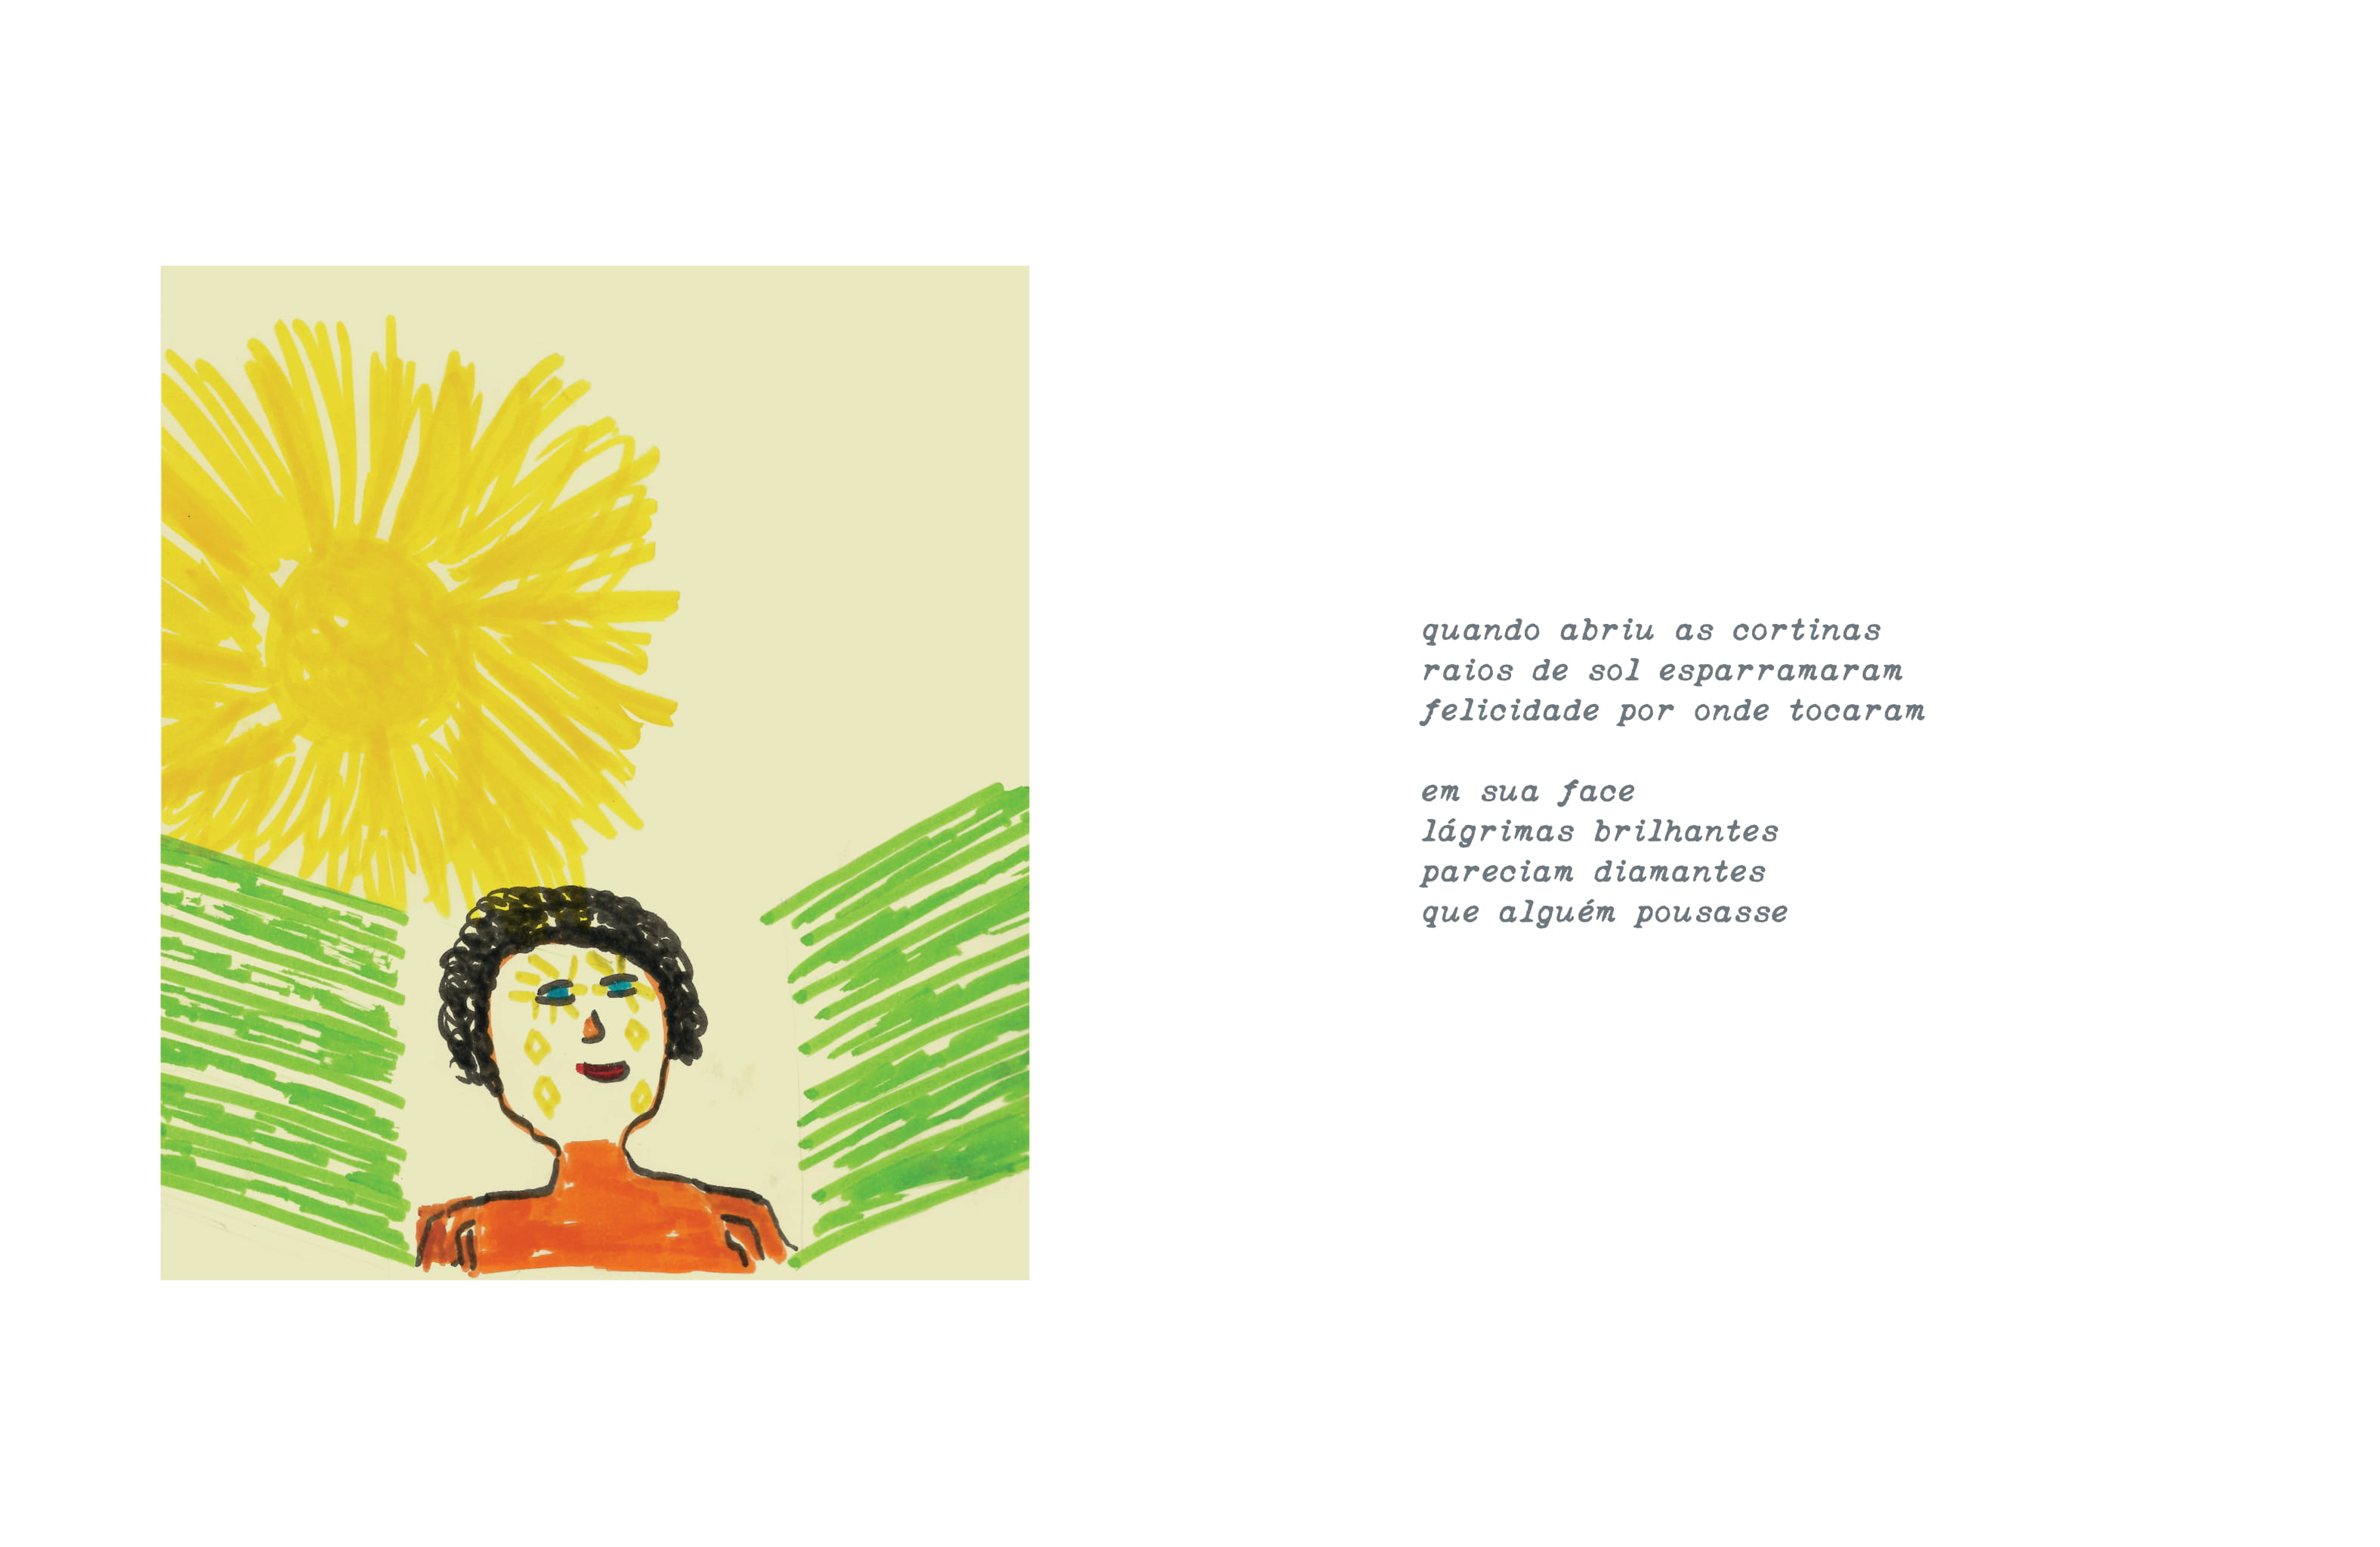 quando abriu as cortinas
raios de sol esparramaram
felicidade por onde tocaram
em sua face
lágrimas brilhantes
pareciam diamantes
que alguém pousasse